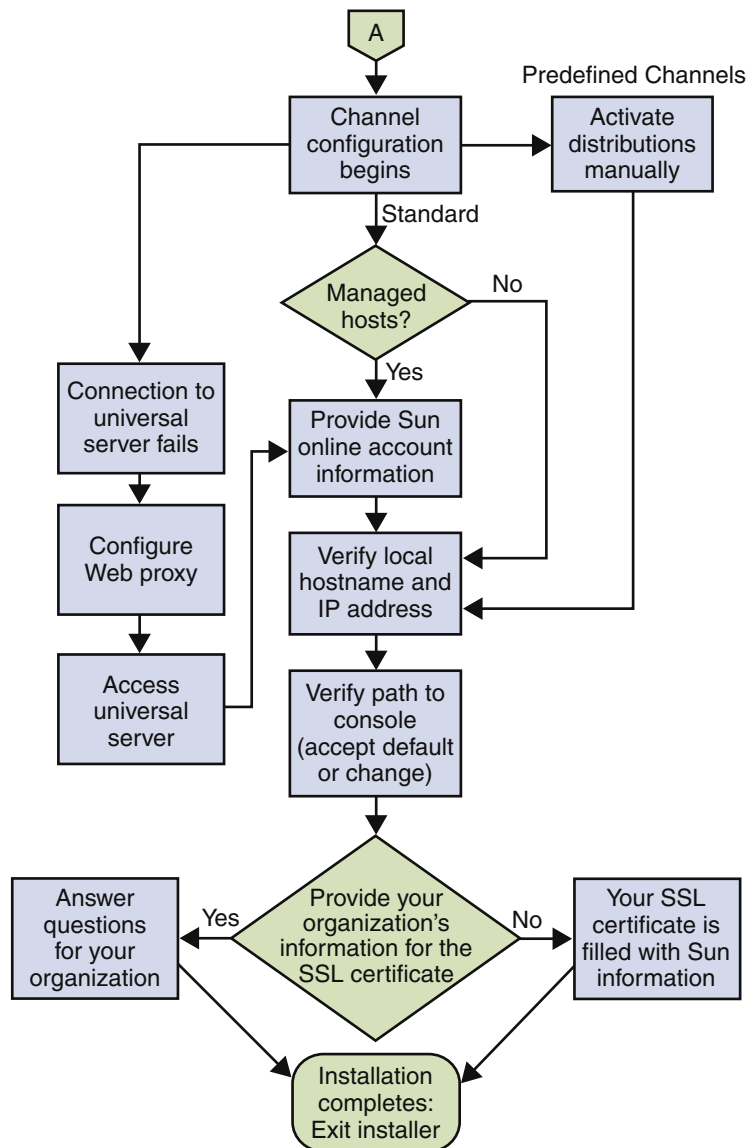 A
Predefined Channels
Channel
configuration
begins
Activate
distributions
manually
Standard
Managed
hosts?
No
Yes
Connection to
universal
server fails
Provide Sun
online account
information
Configure
Web proxy
Verify local
hostname and
IP address
Access
universal
server
Verify path to
console
(accept default
or change)
Answer
questions
for your
organization
Yes
Provide your
organization's
information for the
SSL certificate
No
Your SSL
certificate is
filled with Sun
information
Installation
completes:
Exit installer